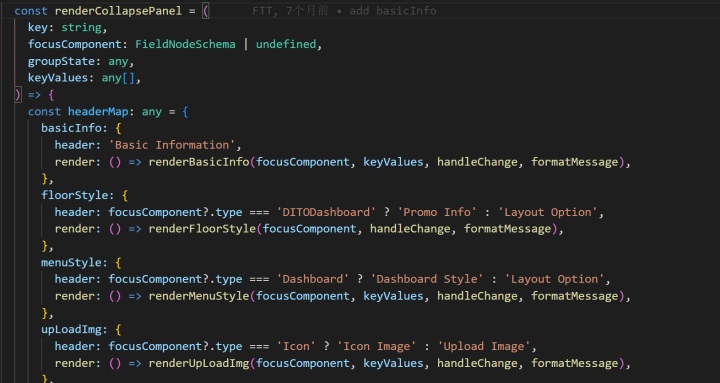 const renderCollapsePanel = ( FTT, 7个月前 • add basicInfo
key: string,
focusComponent: FieldNodeSchema | undefined,
groupState: any,
keyValues: any[],
) => {
const headerMap: any = {
basicInfo: {
header: 'Basic Information',
render: () => renderBasicInfo(focusComponent, keyValues, handleChange, formatMessage),
},
floorStyle: {
header: focusComponent?.type === 'DITODashboard' ? 'Promo Info' : 'Layout Option',
render: () => renderFloorStyle(focusComponent, handleChange, formatMessage),
},
menuStyle: {
header: focusComponent?.type === 'Dashboard' ? 'Dashboard Style' : 'Layout Option',
render: () => renderMenuStyle(focusComponent, keyValues, handleChange, formatMessage),
},
upLoadImg: {
header: focusComponent?.type === 'Icon' ? 'Icon Image' : 'Upload Image',
render: () => renderUpLoadImg(focusComponent, keyValues, handleChange, formatMessage),
},